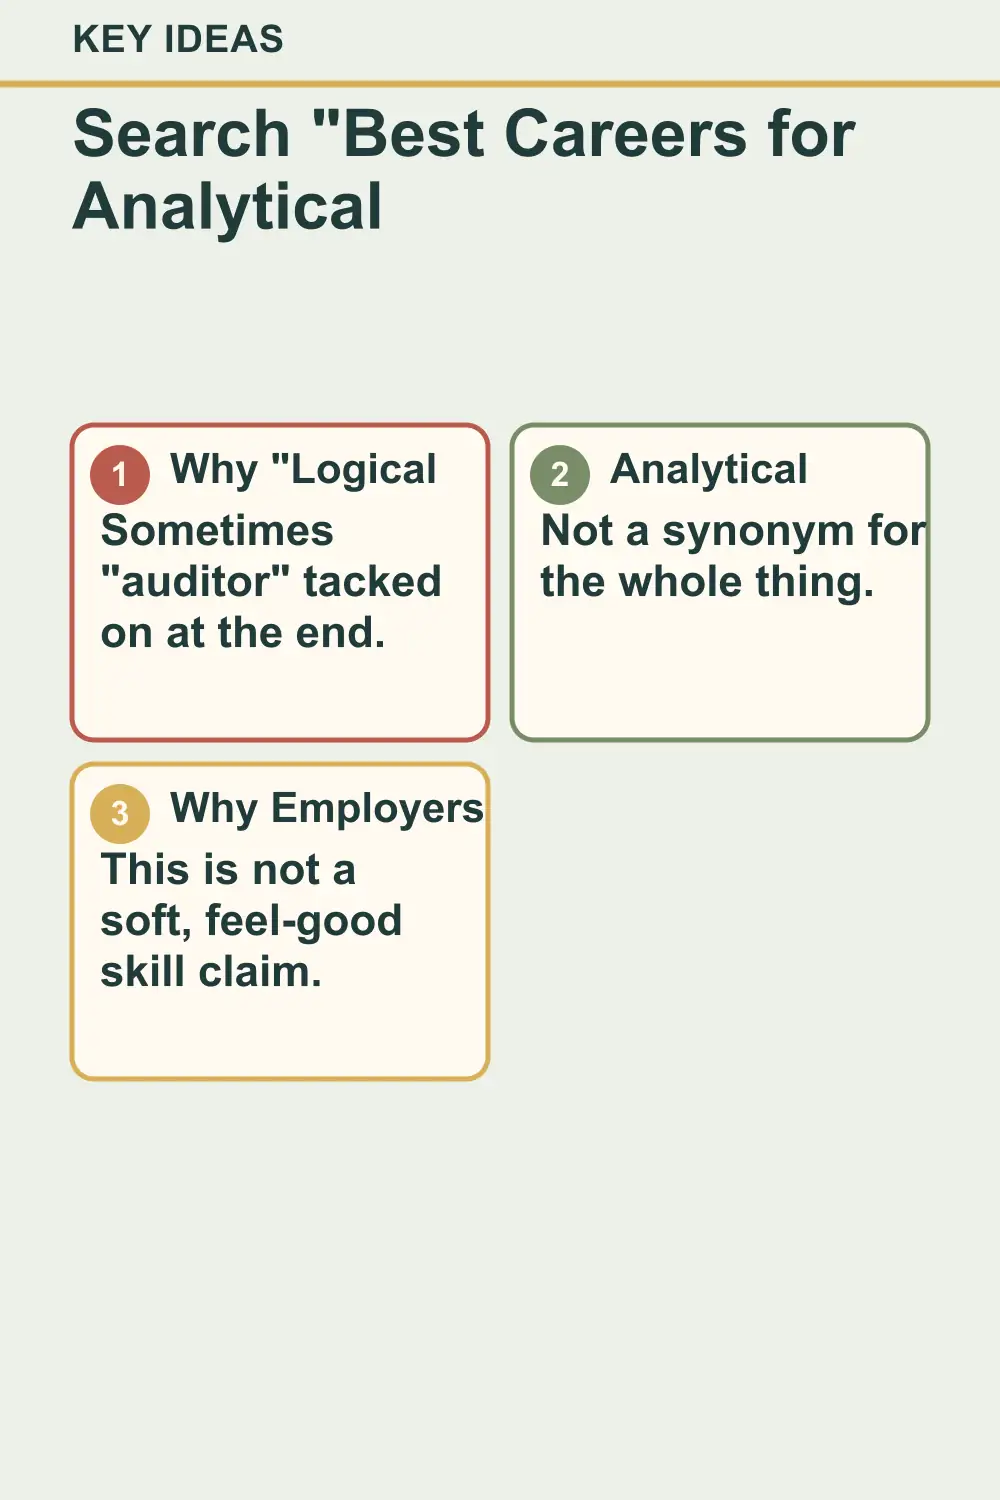 KEY IDEAS
Search "Best Careers for
Analytical
1 Why "Logical
Sometimes
"auditor" tacked
on at the end.
2 Analytical
Not a synonym for
the whole thing.
3 Why Employers
This is not a
soft, feel-good
skill claim.